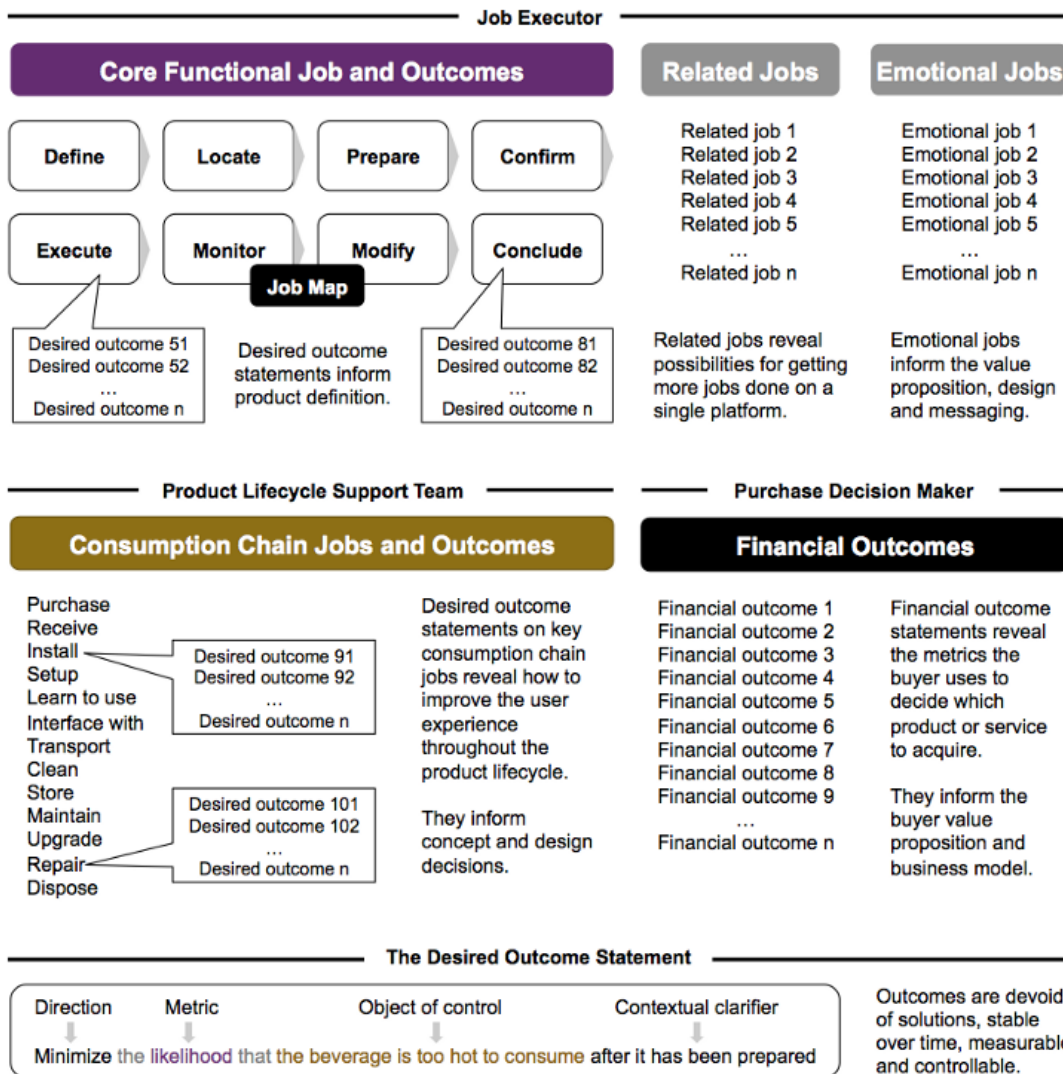 Job Executor
Core Functional Job and Outcomes
Define
Locate
Prepare
Confirm
Execute
Monitor
Modify
Conclude
Job Map
Desired outcome 51
Desired outcome 52
...
Desired outcome n
Desired outcome
statements inform
product definition.
Desired outcome 81
Desired outcome 82
...
Desired outcome n
Related Jobs
Related job 1
Related job 2
Related job 3
Related job 4
Related job 5
...
Related job n
Related jobs reveal
possibilities for getting
more jobs done on a
single platform.
Emotional Jobs
Emotional job 1
Emotional job 2
Emotional job 3
Emotional job 4
Emotional job 5
...
Emotional job n
Emotional jobs
inform the value
proposition, design
and messaging.
Product Lifecycle Support Team
Consumption Chain Jobs and Outcomes
Purchase
Receive
Install
Setup
Learn to use
Interface with
Transport
Clean
Store
Maintain
Upgrade
Repair
Dispose
Desired outcome 91
Desired outcome 92
...
Desired outcome n
Desired outcome 101
Desired outcome 102
...
Desired outcome n
Desired outcome
statements on key
consumption chain
jobs reveal how to
improve the user
experience
throughout the
product lifecycle.
They inform
concept and design
decisions.
Purchase Decision Maker
Financial Outcomes
Financial outcome 1
Financial outcome 2
Financial outcome 3
Financial outcome 4
Financial outcome 5
Financial outcome 6
Financial outcome 7
Financial outcome 8
Financial outcome 9
...
Financial outcome n
Financial outcome
statements reveal
the metrics the
buyer uses to
decide which
product or service
to acquire.
They inform the
buyer value
proposition and
business model.
The Desired Outcome Statement
Direction
Metric
Object of control
Contextual clarifier
Minimize the likelihood that the beverage is too hot to consume after it has been prepared
Outcomes are devoid
of solutions, stable
over time, measurable
and controllable.